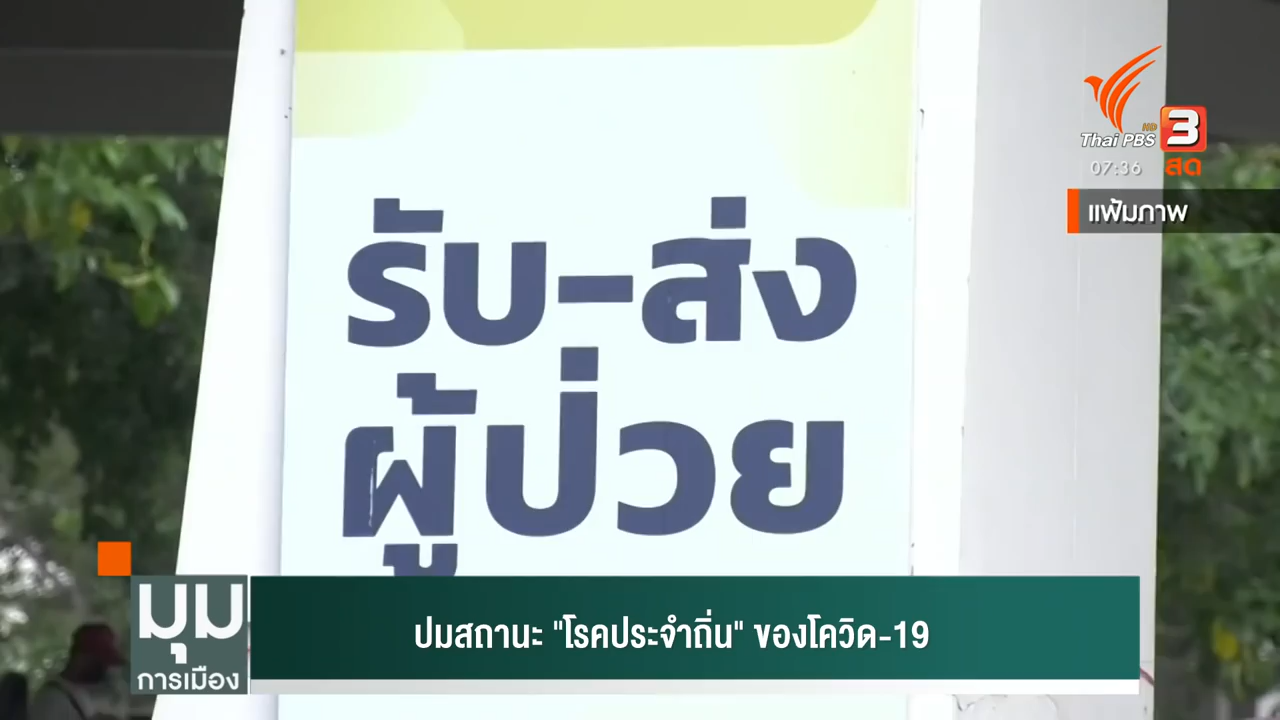 Thai PBS HD 3
07:36 สด
แฟ้มภาพ
รับ-ส่ง
ผู้ป่วย
มุม
การเมือง
ปมสถานะ "โรคประจำถิ่น" ของโควิด-19